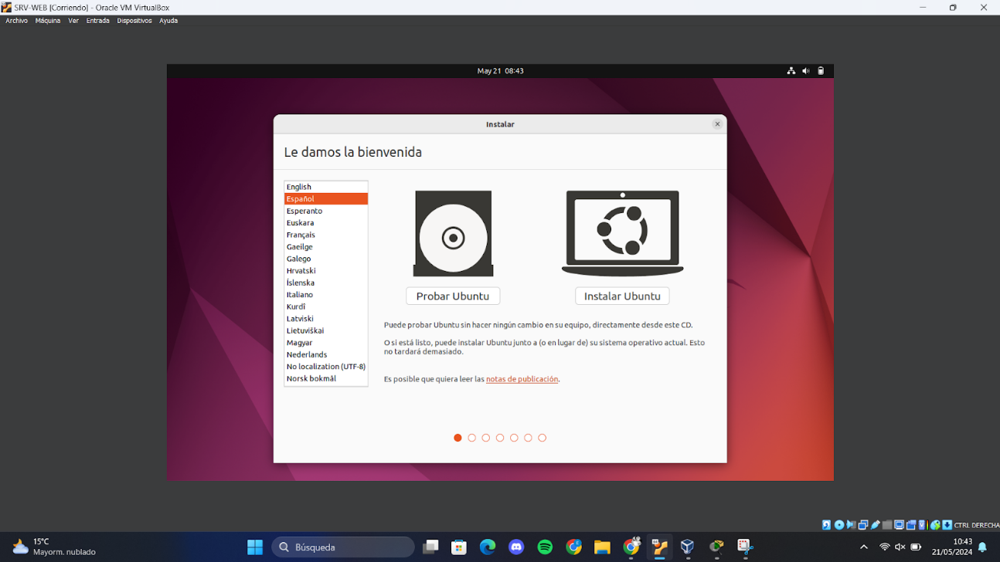 SRV-WEB [Corriendo] - Oracle VM VirtualBox
Archivo Máquina Ver Entrada Dispositivos Ayuda
May 21 08:43
Instalar
Le damos la bienvenida
English
Español
Esperanto
Euskara
Français
Gaeilge
Galego
Hrvatski
Íslenska
Italiano
Kurdî
Latviski
Lietuviškai
Magyar
Nederlands
No localization (UTF-8)
Norsk bokmål
Probar Ubuntu
Instalar Ubuntu
Puede probar Ubuntu sin hacer ningún cambio en su equipo, directamente desde este CD.
O si está listo, puede instalar Ubuntu junto a (o en lugar de) su sistema operativo actual. Esto
no tardará demasiado.
Es posible que quiera leer las notas de publicación.
CTRL DERECHA
15°C
Mayorm. nublado
Búsqueda
10:43
21/05/2024